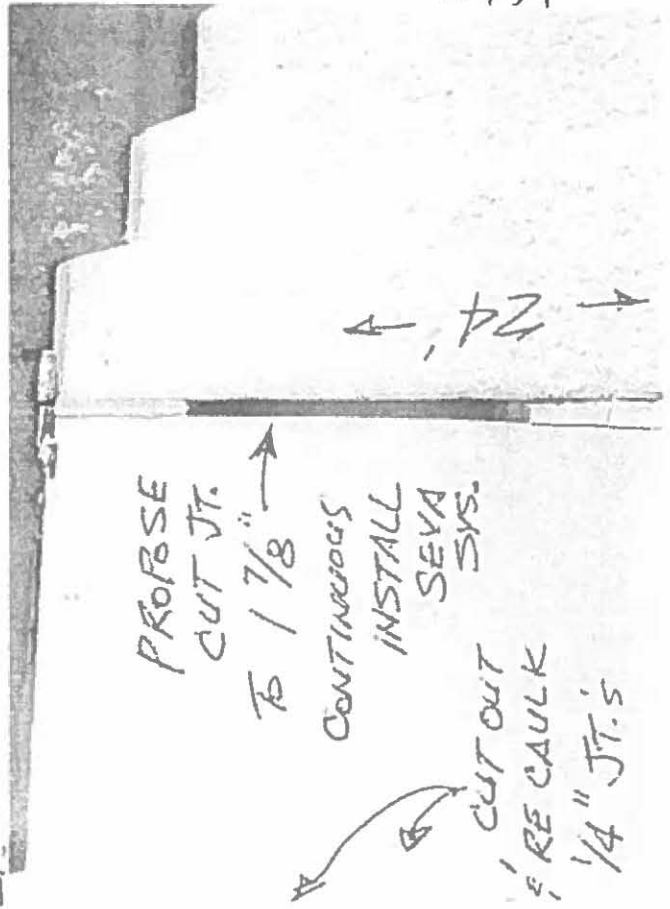 24'
PROPOSE
CUT JT.
To 1 7/8"
CONTINUOUS
INSTALL
SEVA
SYS.
CUT OUT
& RE CAULK
1/4" JT.'s